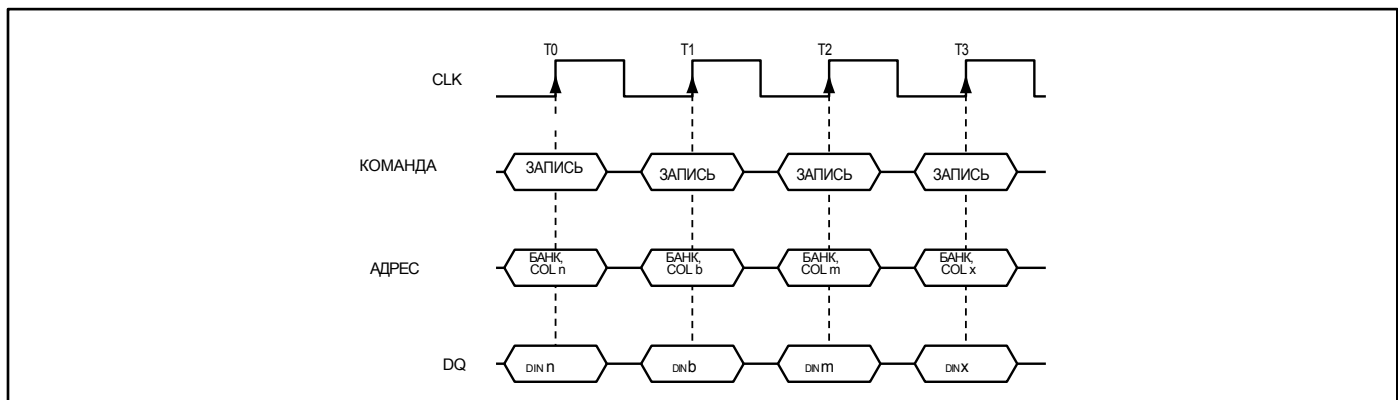 T0 T1 T2 T3
CLK
КОМАНДА ЗАПИСЬ ЗАПИСЬ ЗАПИСЬ ЗАПИСЬ
АДРЕС
БАНК, БАНК, БАНК, БАНК,
COL n COL b COL m COL x
DQ DIN n DIN b DIN m DIN x